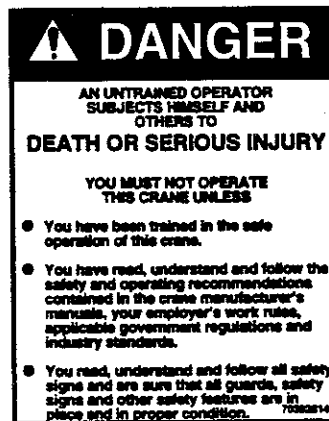 DANGER
AN UNTRAINED OPERATOR
SUBJECTS HIMSELF AND
OTHERS TO
DEATH OR SERIOUS INJURY
YOU MUST NOT OPERATE
THIS CRANE UNLESS
● You have been trained in the safe
operation of this crane.
● You have read, understand and follow the
safety and operating recommendations
contained in the crane manufacturer's
manuals, your employer's work rules,
applicable government regulations and
industry standards.
● You read, understand and follow all safety
signs and are sure that all guards, safety
signs and other safety features are in
place and in proper condition.